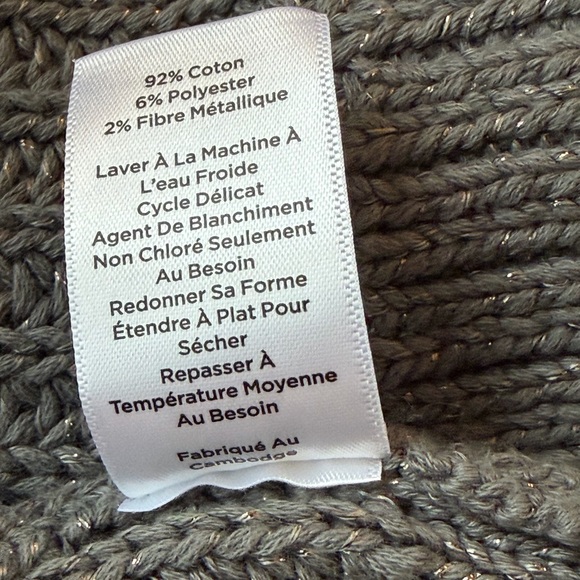 92% Coton
6% Polyester
2% Fibre Métallique
Laver À La Machine À
L'eau Froide
Cycle Délicat
Agent De Blanchiment
Non Chloré Seulement
Au Besoin
Redonner Sa Forme
Étendre À Plat Pour
Sécher
Repasser À
Température Moyenne
Au Besoin
Fabriqué Au
Cambodge